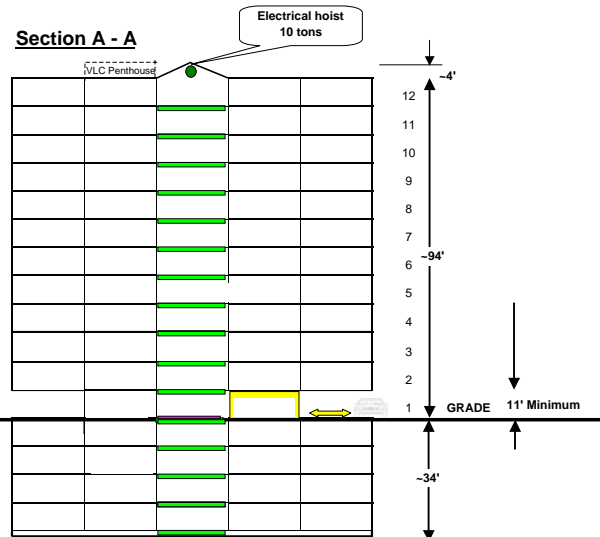 Electrical hoist
10 tons
Section A - A
VLC Penthouse
~4'
12
11
10
9
8
7
~94'
6
5
4
3
2
1 GRADE 11' Minimum
~34'